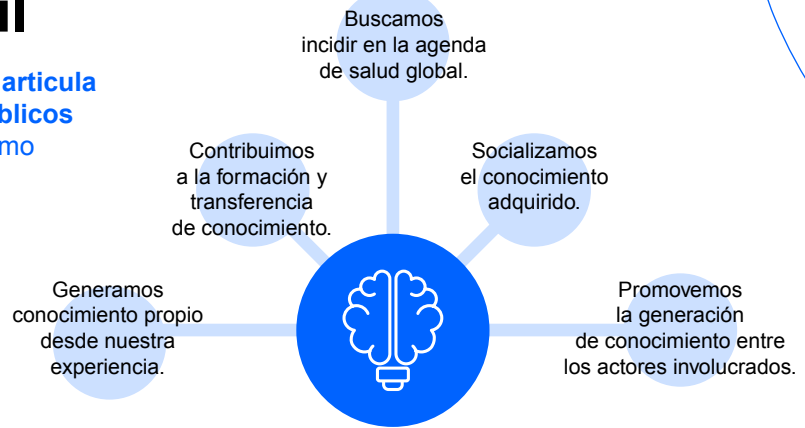 articula
blicos
mo
Buscamos
incidir en la agenda
de salud global.
Contribuimos
a la formación y
transferencia
de conocimiento.
Socializamos
el conocimiento
adquirido.
Generamos
conocimiento propio
desde nuestra
experiencia.
Promovemos
la generación
de conocimiento entre
los actores involucrados.